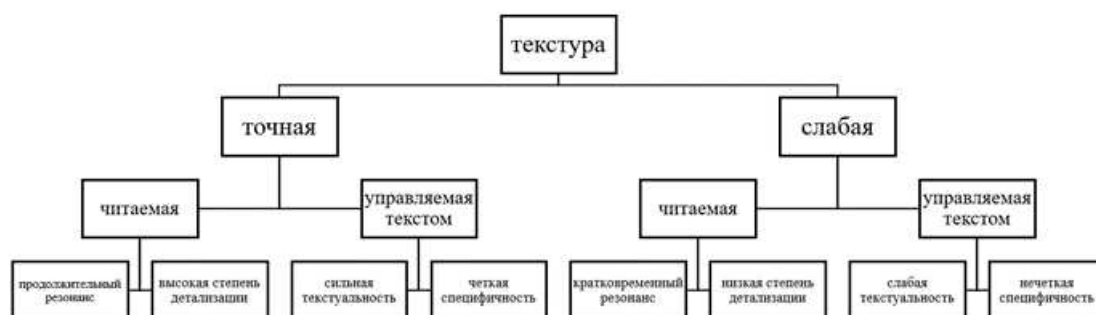 текстура
точная
слабая
читаемая
управляемая
текстом
читаемая
управляемая
текстом
продолжительный
резонанс
высокая степень
детализации
сильная
текстуальность
четкая
специфичность
кратковременный
резонанс
низкая степень
детализации
слабая
текстуальность
нечеткая
специфичность